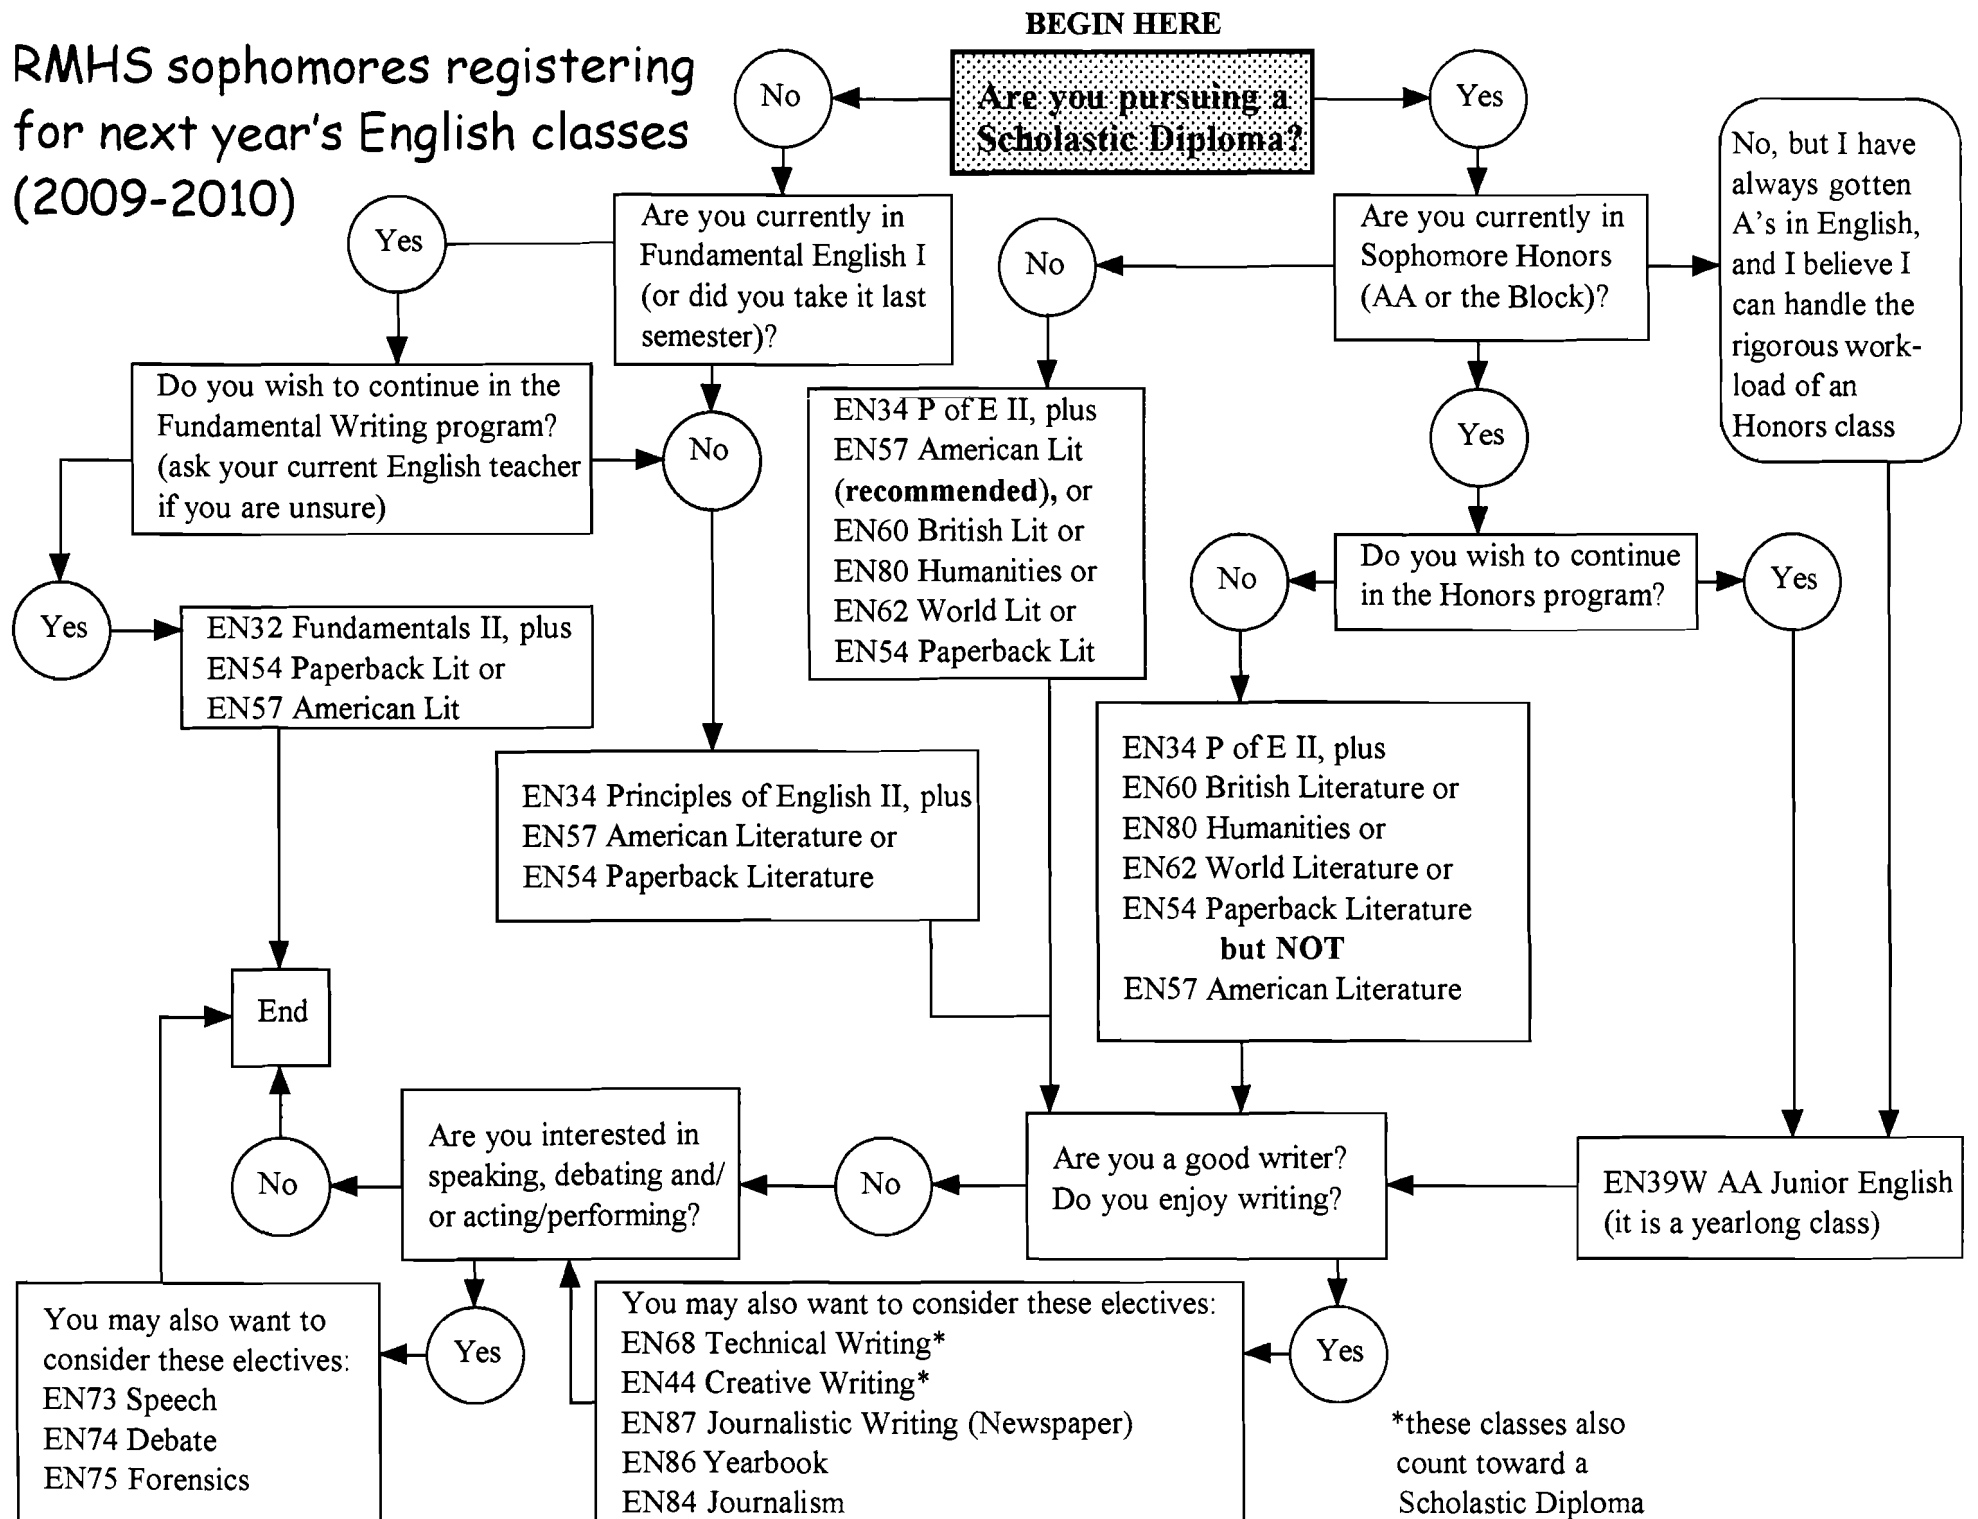 BEGIN HERE
RMHS sophomores registering
for next year's English classes
(2009-2010)
No
Are you pursuing a
Scholastic Diploma?
Yes
No, but I have
always gotten
A's in English,
and I believe I
can handle the
rigorous work-
load of an
Honors class
Yes
Are you currently in
Fundamental English I
(or did you take it last
semester)?
No
Are you currently in
Sophomore Honors
(AA or the Block)?
Do you wish to continue in the
Fundamental Writing program?
(ask your current English teacher
if you are unsure)
No
EN34 P of E II, plus
EN57 American Lit
(recommended), or
EN60 British Lit or
EN80 Humanities or
EN62 World Lit or
EN54 Paperback Lit
Yes
No
Do you wish to continue
in the Honors program?
Yes
Yes
EN32 Fundamentals II, plus
EN54 Paperback Lit or
EN57 American Lit
EN34 Principles of English II, plus
EN57 American Literature or
EN54 Paperback Literature
EN34 P of E II, plus
EN60 British Literature or
EN80 Humanities or
EN62 World Literature or
EN54 Paperback Literature
but NOT
EN57 American Literature
End
No
Are you interested in
speaking, debating and/
or acting/performing?
No
Are you a good writer?
Do you enjoy writing?
EN39W AA Junior English
(it is a yearlong class)
You may also want to
consider these electives:
EN73 Speech
EN74 Debate
EN75 Forensics
Yes
You may also want to consider these electives:
EN68 Technical Writing*
EN44 Creative Writing*
EN87 Journalistic Writing (Newspaper)
EN86 Yearbook
EN84 Journalism
Yes
*these classes also
count toward a
Scholastic Diploma